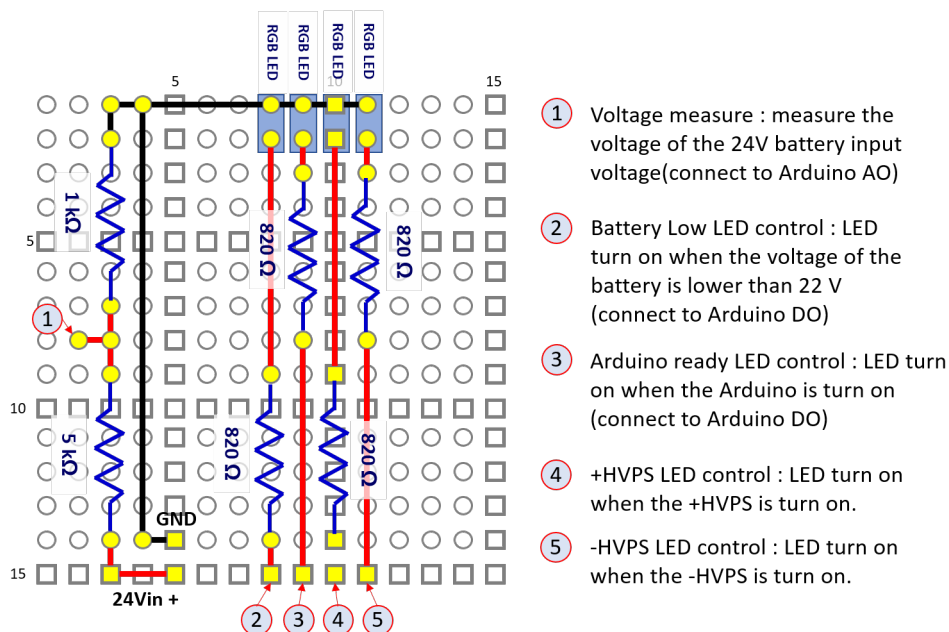 RGB LED
RGB LED
RGB LED
RGB LED
5
10
15
1 kΩ
5
820 Ω
820 Ω
1
10
5 kΩ
820 Ω
820 Ω
GND
15
24Vin +
2
3
4
5
1
Voltage measure : measure the
voltage of the 24V battery input
voltage(connect to Arduino AO)
2
Battery Low LED control : LED
turn on when the voltage of the
battery is lower than 22 V
(connect to Arduino DO)
3
Arduino ready LED control : LED turn
on when the Arduino is turn on
(connect to Arduino DO)
4
+HVPS LED control : LED turn on
when the +HVPS is turn on.
5
-HVPS LED control : LED turn on
when the -HVPS is turn on.